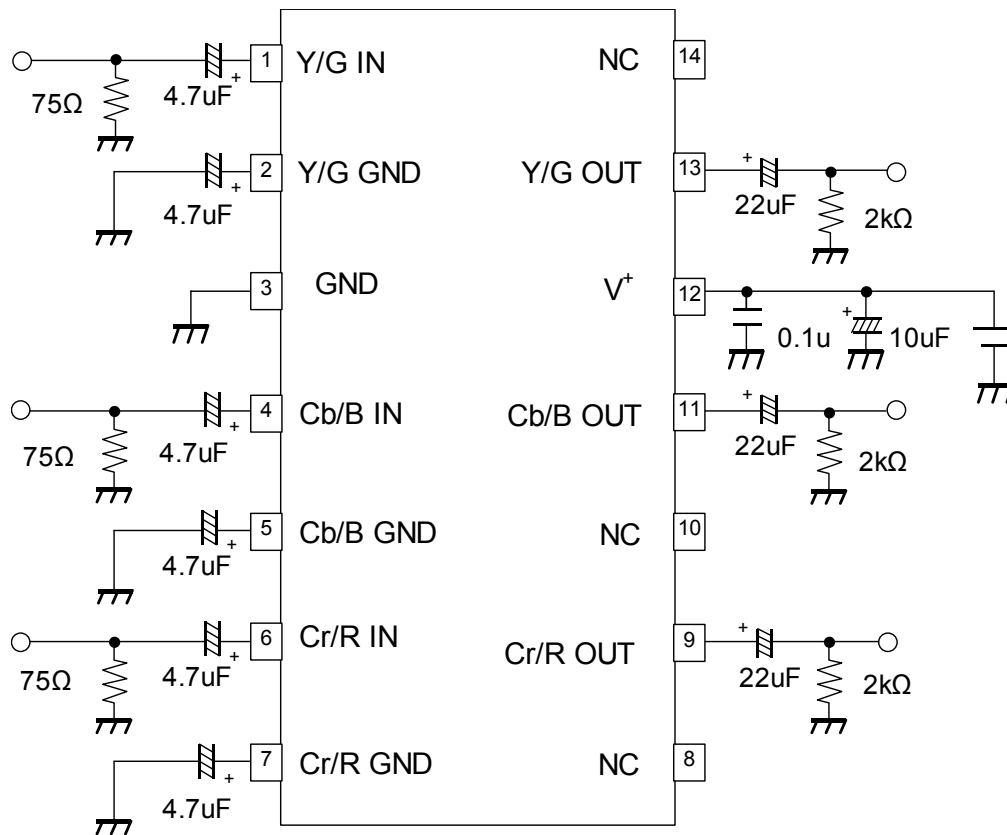 1 Y/G IN NC 14
+
75Ω 4.7uF
2 Y/G GND Y/G OUT 13 +
+
4.7uF 22uF 2kΩ
3 GND V+ 12
+
0.1u 10uF
4 Cb/B IN Cb/B OUT 11 +
+
75Ω 4.7uF 22uF 2kΩ
5 Cb/B GND NC 10
+
4.7uF
6 Cr/R IN Cr/R OUT 9 +
+
75Ω 4.7uF 22uF 2kΩ
7 Cr/R GND NC 8
+
4.7uF